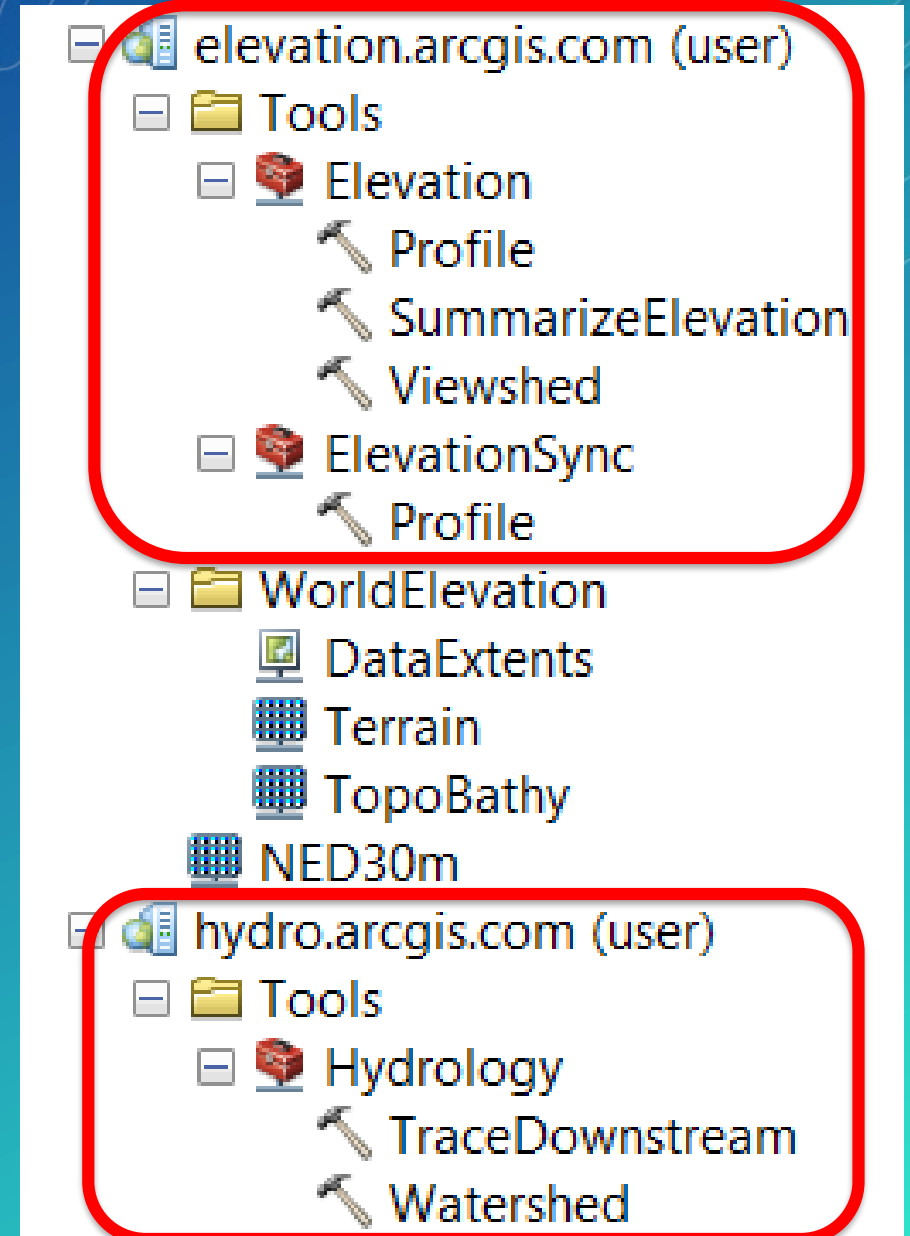 elevation.arcgis.com (user)
Tools
Elevation
Profile
SummarizeElevation
Viewshed
ElevationSync
Profile
WorldElevation
DataExtents
Terrain
TopoBathy
NED30m
hydro.arcgis.com (user)
Tools
Hydrology
TraceDownstream
Watershed